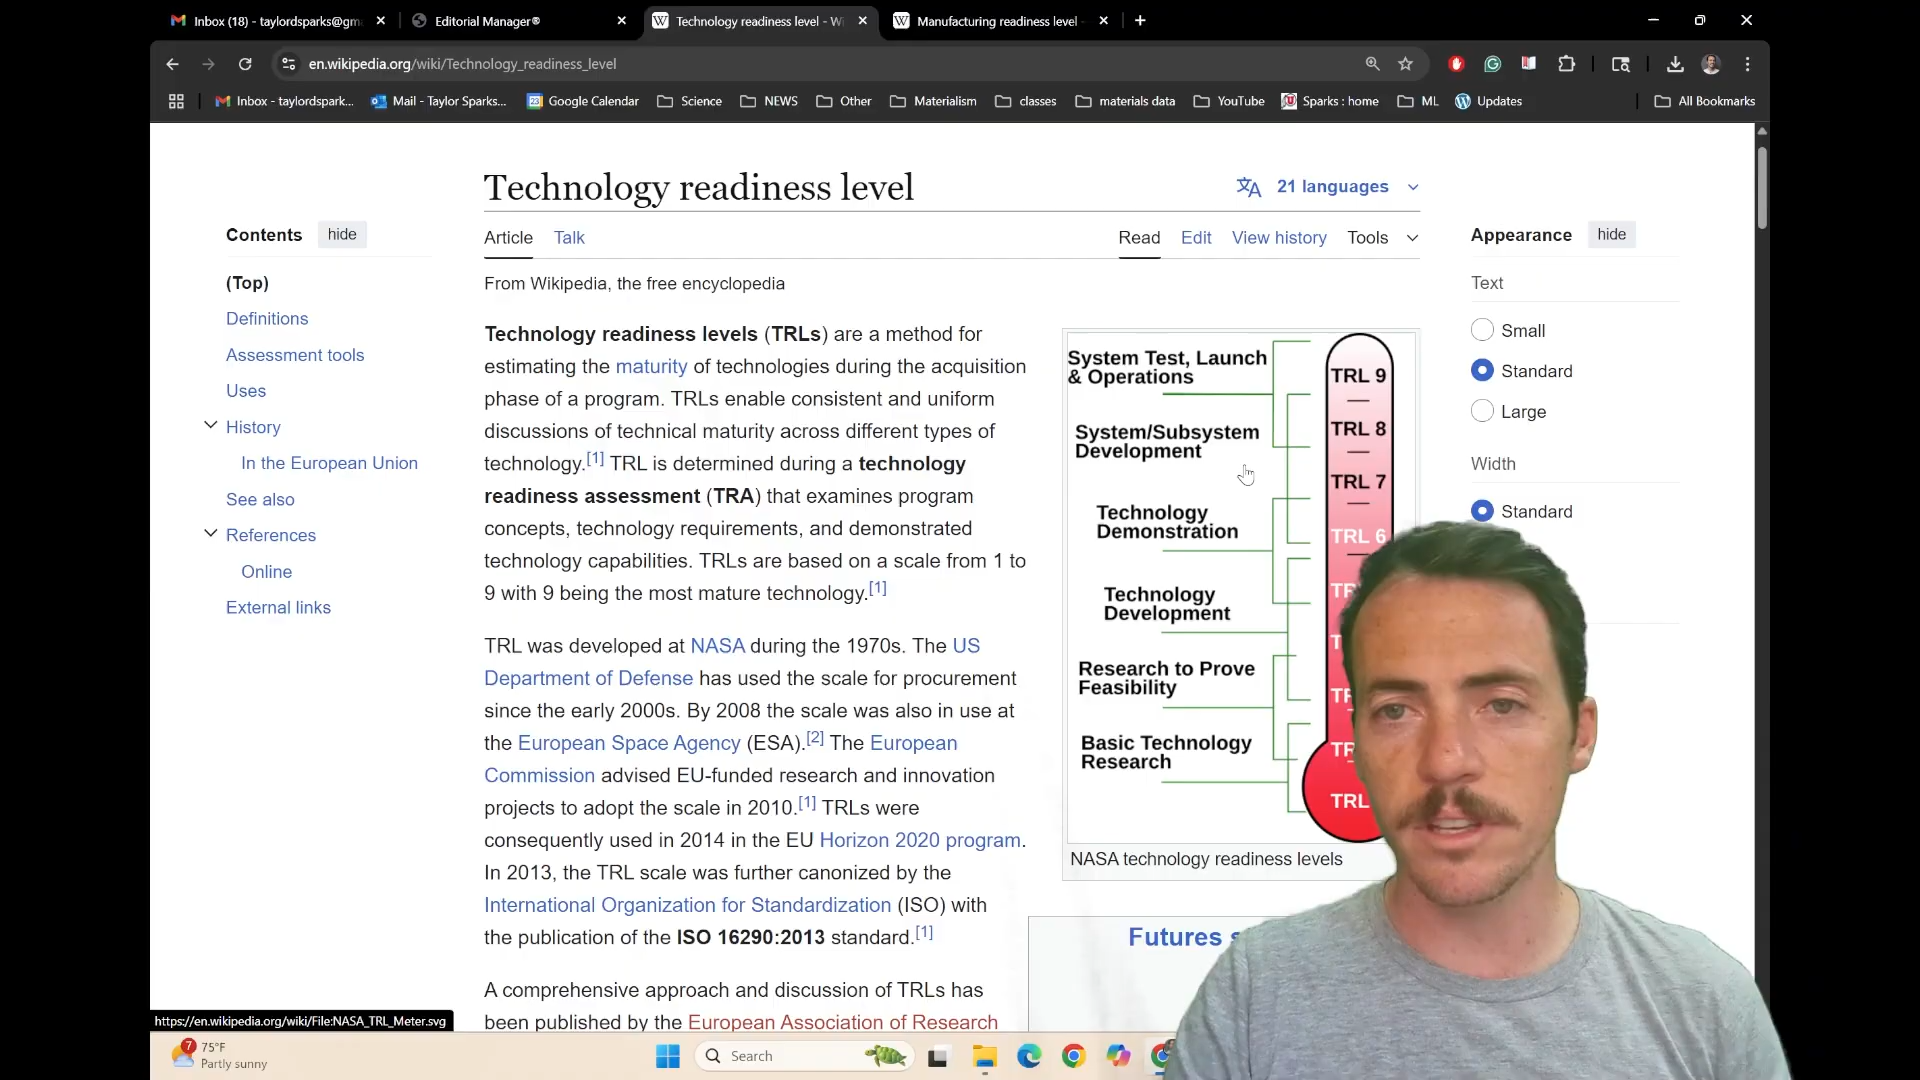 Inbox (18) - taylordsparks@gm
Editorial Manager®
Technology readiness level - W
Manufacturing readiness level
en.wikipedia.org/wiki/Technology_readiness_level
Inbox - taylordspark...
Mail - Taylor Sparks...
Google Calendar
Science
NEWS
Other
Materialism
classes
materials data
YouTube
Sparks : home
ML
Updates
All Bookmarks
Technology readiness level
21 languages
Contents hide
(Top)
Definitions
Assessment tools
Uses
History
In the European Union
See also
References
Online
External links
Article Talk
Read Edit View history Tools
From Wikipedia, the free encyclopedia
Technology readiness levels (TRLs) are a method for
estimating the maturity of technologies during the acquisition
phase of a program. TRLs enable consistent and uniform
discussions of technical maturity across different types of
technology.[1] TRL is determined during a technology
readiness assessment (TRA) that examines program
concepts, technology requirements, and demonstrated
technology capabilities. TRLs are based on a scale from 1 to
9 with 9 being the most mature technology.[1]
TRL was developed at NASA during the 1970s. The US
Department of Defense has used the scale for procurement
since the early 2000s. By 2008 the scale was also in use at
the European Space Agency (ESA).[2] The European
Commission advised EU-funded research and innovation
projects to adopt the scale in 2010.[1] TRLs were
consequently used in 2014 in the EU Horizon 2020 program.
In 2013, the TRL scale was further canonized by the
International Organization for Standardization (ISO) with
the publication of the ISO 16290:2013 standard.[1]
A comprehensive approach and discussion of TRLs has
been published by the European Association of Research
System Test, Launch
& Operations
System/Subsystem
Development
Technology
Demonstration
Technology
Development
Research to Prove
Feasibility
Basic Technology
Research
TRL 9
TRL 8
TRL 7
TRL 6
TRL
NASA technology readiness levels
Futures
Appearance hide
Text
Small
Standard
Large
Width
Standard
https://en.wikipedia.org/wiki/File:NASA_TRL_Meter.svg
7
75°F
Partly sunny
Search